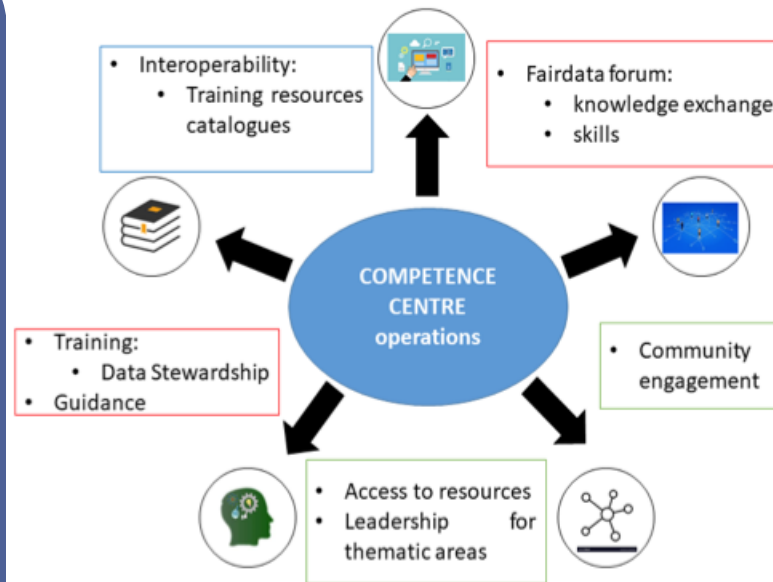 • Interoperability:
• Training resources
catalogues
• Fairdata forum:
• knowledge exchange
• skills
COMPETENCE
CENTRE
operations
• Training:
• Data Stewardship
• Guidance
• Community
engagement
• Access to resources
• Leadership for
thematic areas